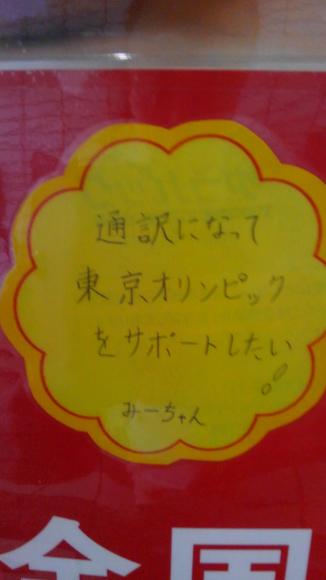 通訳になって
東京オリンピック
をサポートしたい!
みーちゃん
全国